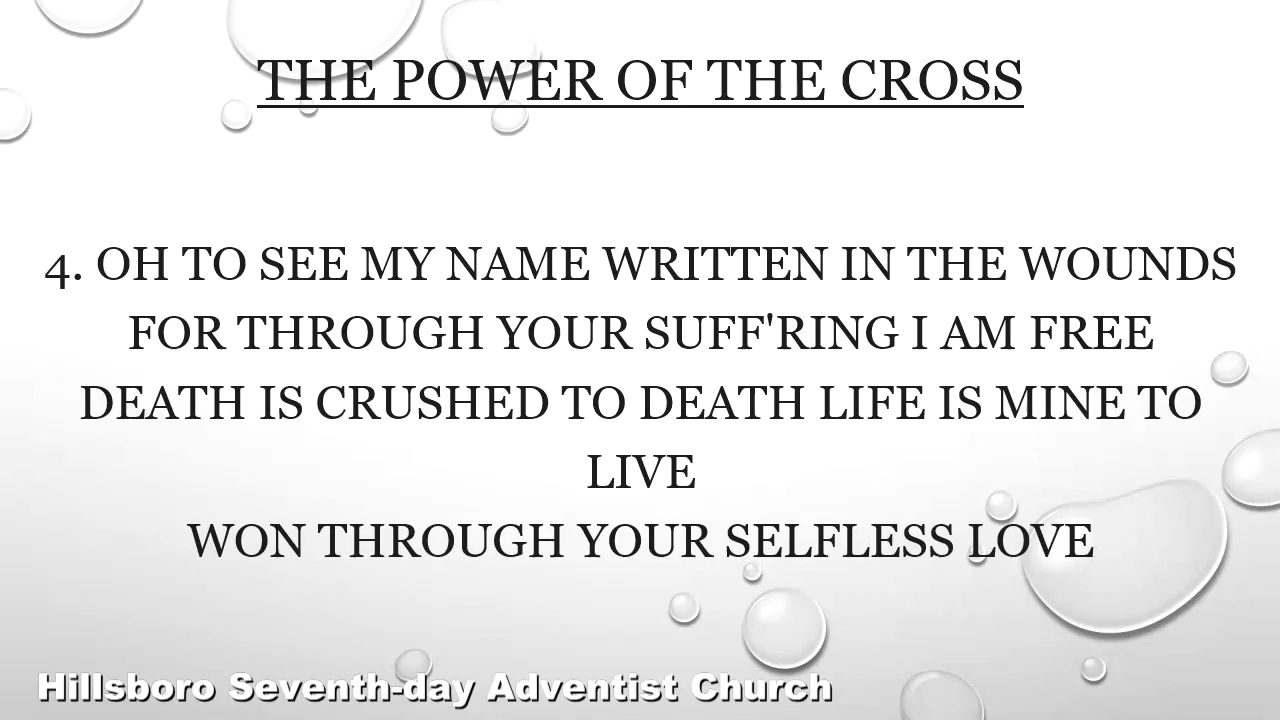 THE POWER OF THE CROSS
4. OH TO SEE MY NAME WRITTEN IN THE WOUNDS
FOR THROUGH YOUR SUFF'RING I AM FREE
DEATH IS CRUSHED TO DEATH LIFE IS MINE TO
LIVE
WON THROUGH YOUR SELFLESS LOVE
Hillsboro Seventh-day Adventist Church